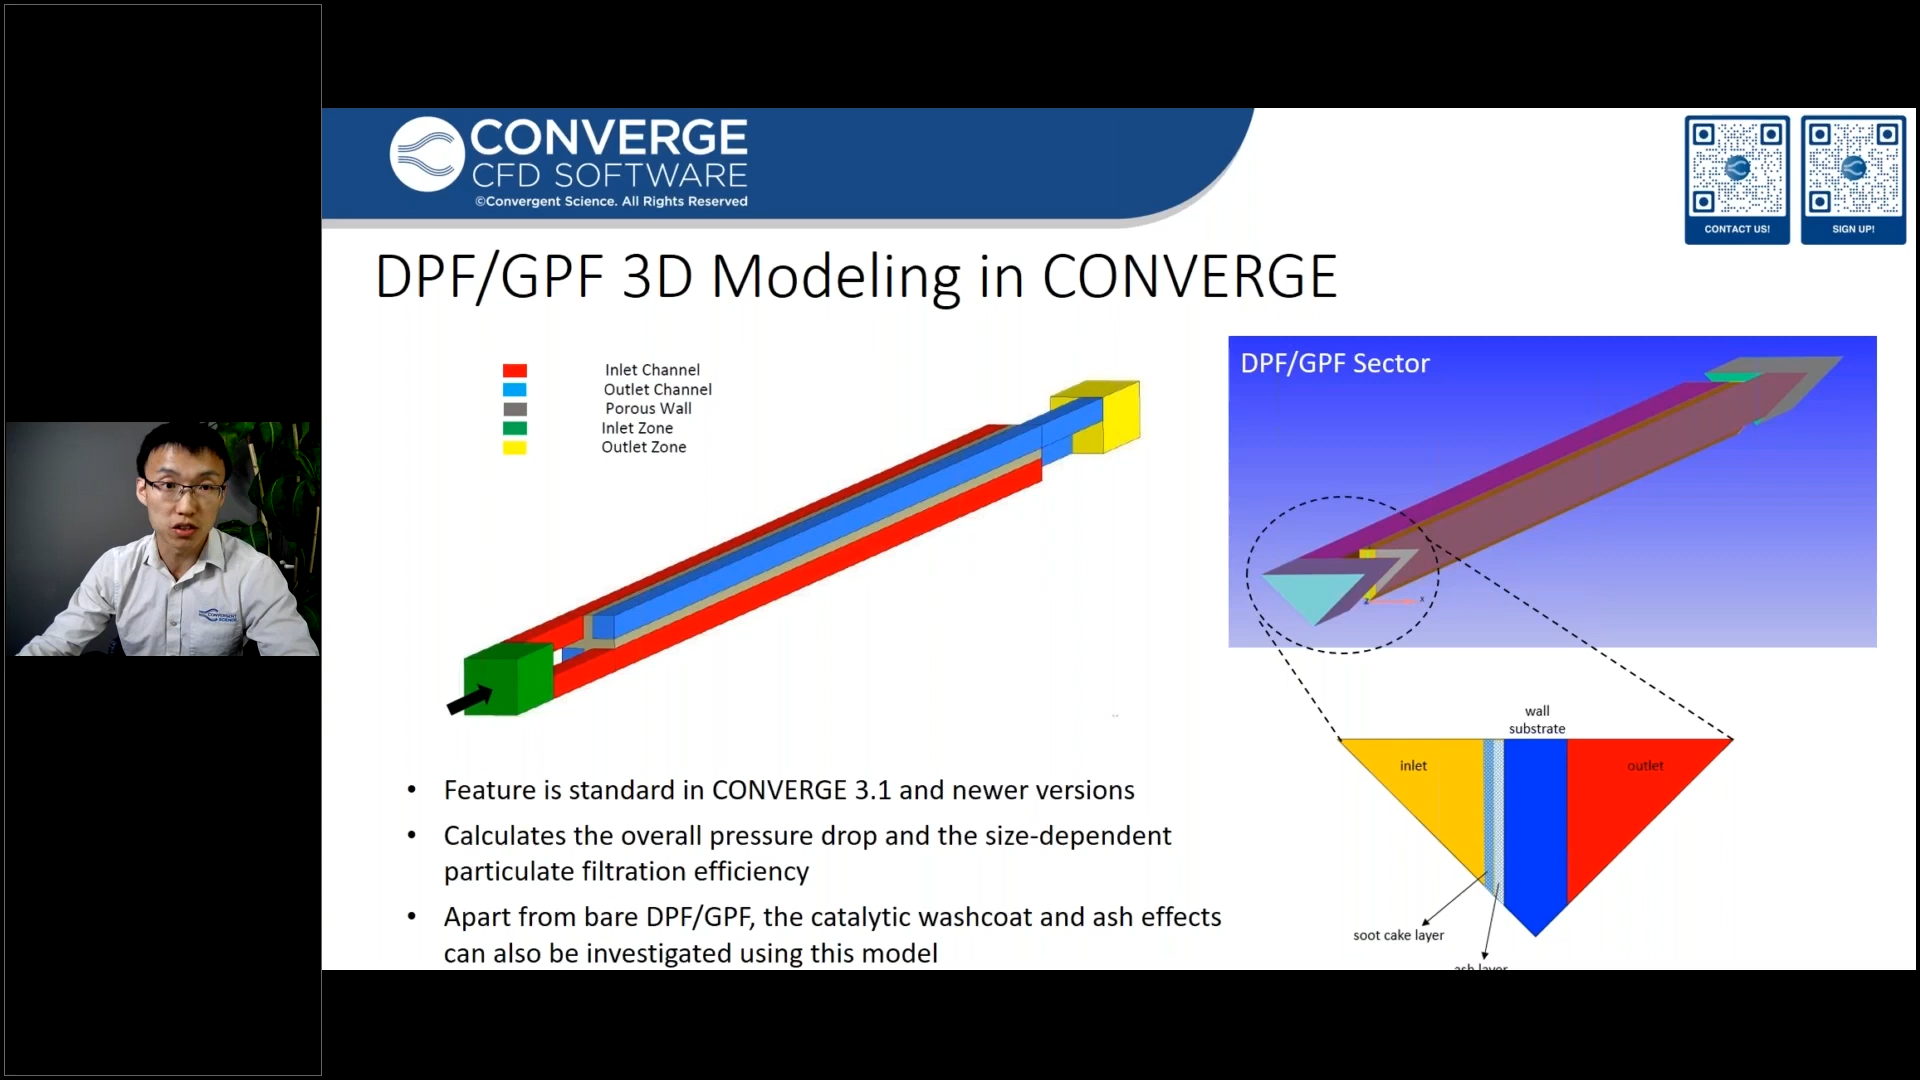 CONVERGE
CFD SOFTWARE
©Convergent Science. All Rights Reserved
CONTACT US!
SIGN UP!
DPF/GPF 3D Modeling in CONVERGE
Inlet Channel
Outlet Channel
Porous Wall
Inlet Zone
Outlet Zone
DPF/GPF Sector
x
z
wall
substrate
inlet
outlet
soot cake layer
ash layer
• Feature is standard in CONVERGE 3.1 and newer versions
• Calculates the overall pressure drop and the size-dependent
particulate filtration efficiency
• Apart from bare DPF/GPF, the catalytic washcoat and ash effects
can also be investigated using this model
CONVERGENT
SCIENCE